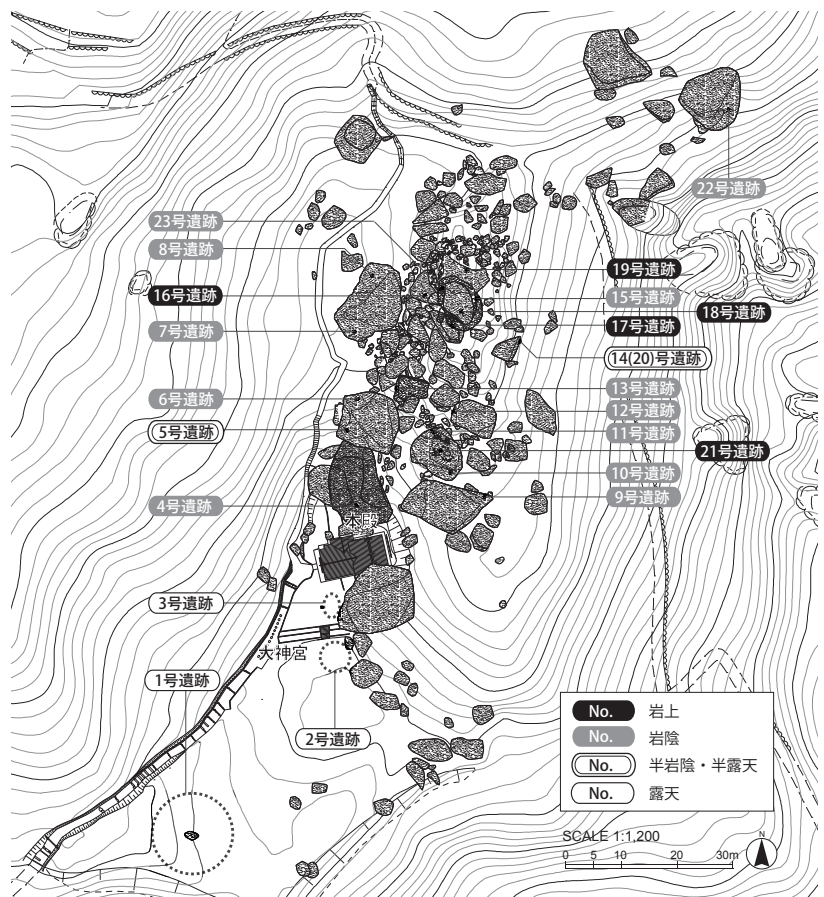 22号遺跡
23号遺跡
8号遺跡
16号遺跡
7号遺跡
6号遺跡
5号遺跡
4号遺跡
19号遺跡
15号遺跡
18号遺跡
17号遺跡
14(20)号遺跡
13号遺跡
12号遺跡
11号遺跡
21号遺跡
10号遺跡
9号遺跡
本殿
3号遺跡
大神宮
1号遺跡
2号遺跡
No. 岩上
No. 岩陰
No. 半岩陰・半露天
No. 露天
SCALE 1:1,200
N
0 5 10 20 30m